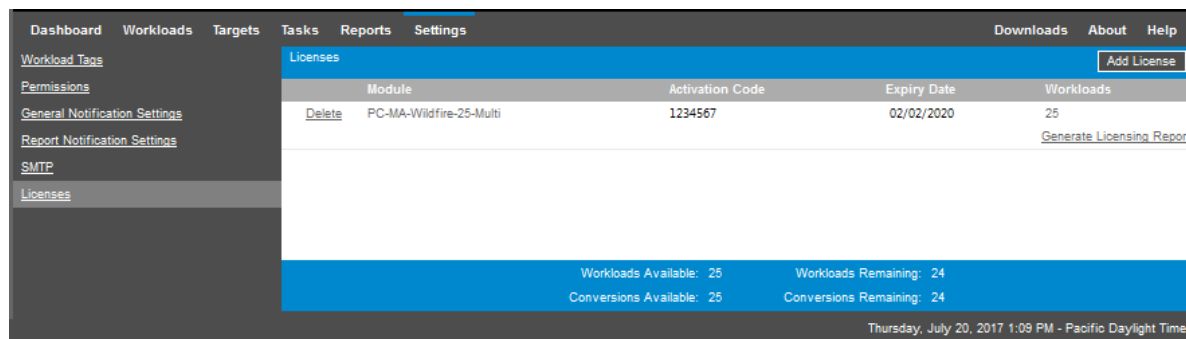 Dashboard Workloads Targets Tasks Reports Settings Downloads About Help
Workload Tags
Permissions
General Notification Settings
Report Notification Settings
SMTP
Licenses
Licenses Add License
Module Activation Code Expiry Date Workloads
Delete PC-MA-Wildfire-25-Multi 1234567 02/02/2020 25
Generate Licensing Repor
Workloads Available: 25 Workloads Remaining: 24
Conversions Available: 25 Conversions Remaining: 24
Thursday, July 20, 2017 1:09 PM - Pacific Daylight Time